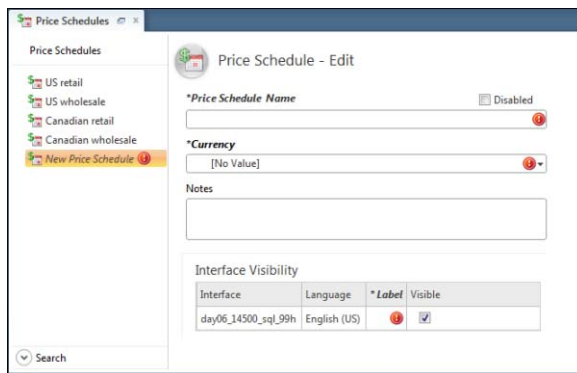 Price Schedules
Price Schedules
US retail
US wholesale
Canadian retail
Canadian wholesale
New Price Schedule
Search
Price Schedule - Edit
*Price Schedule Name
Disabled
*Currency
[No Value]
Notes
Interface Visibility
Interface Language *Label Visible
day06_14500_sql_99h English (US)